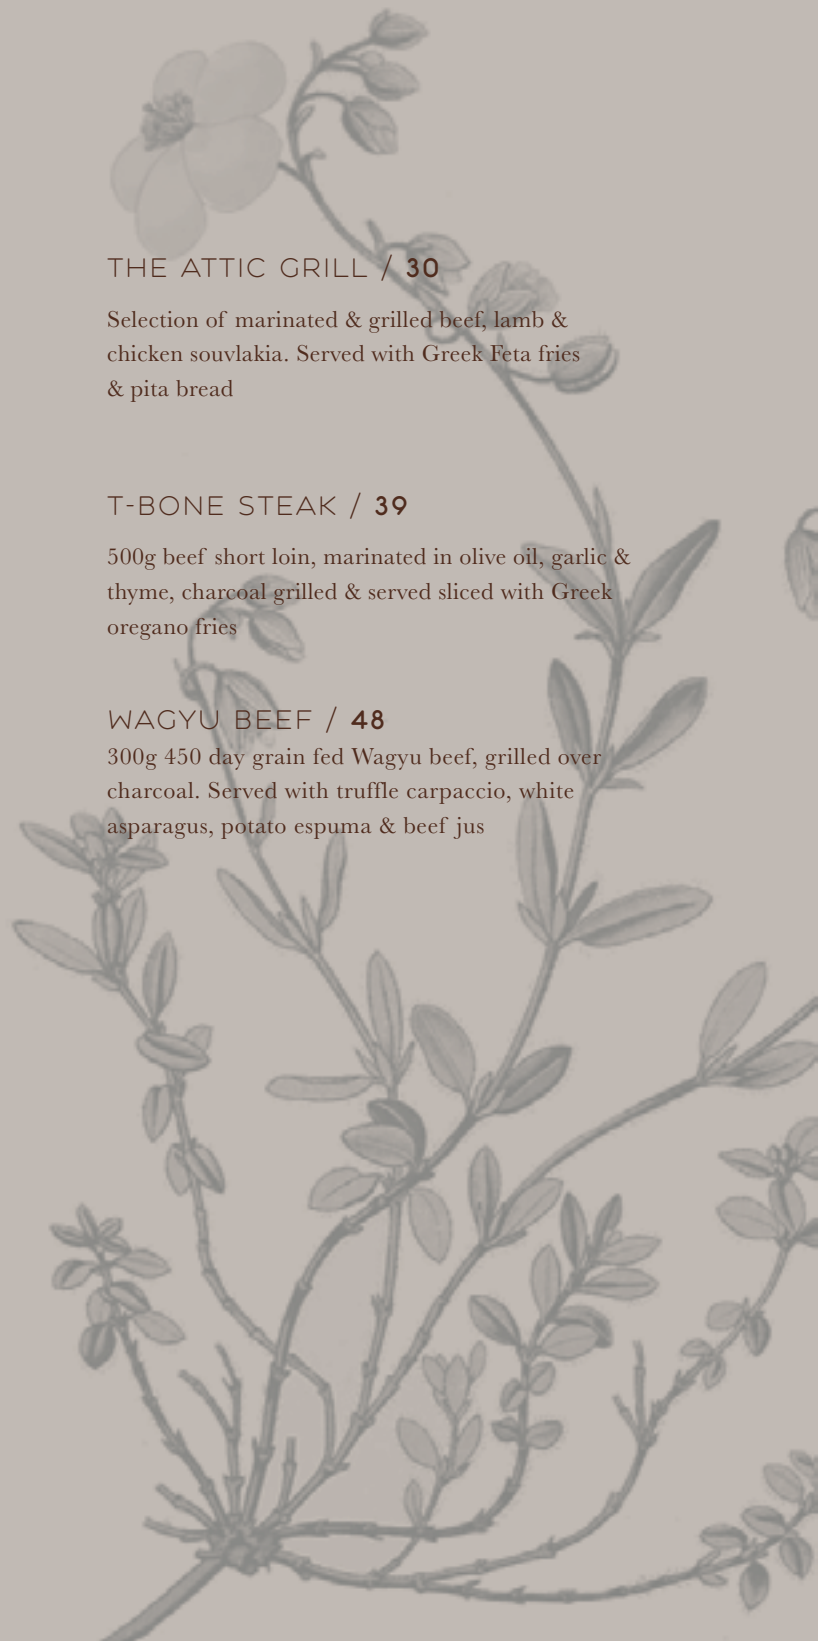 THE ATTIC GRILL / 30
Selection of marinated & grilled beef, lamb &
chicken souvlakia. Served with Greek Feta fries
& pita bread
T-BONE STEAK / 39
500g beef short loin, marinated in olive oil, garlic &
thyme, charcoal grilled & served sliced with Greek
oregano fries
WAGYU BEEF / 48
300g 450 day grain fed Wagyu beef, grilled over
charcoal. Served with truffle carpaccio, white
asparagus, potato espuma & beef jus